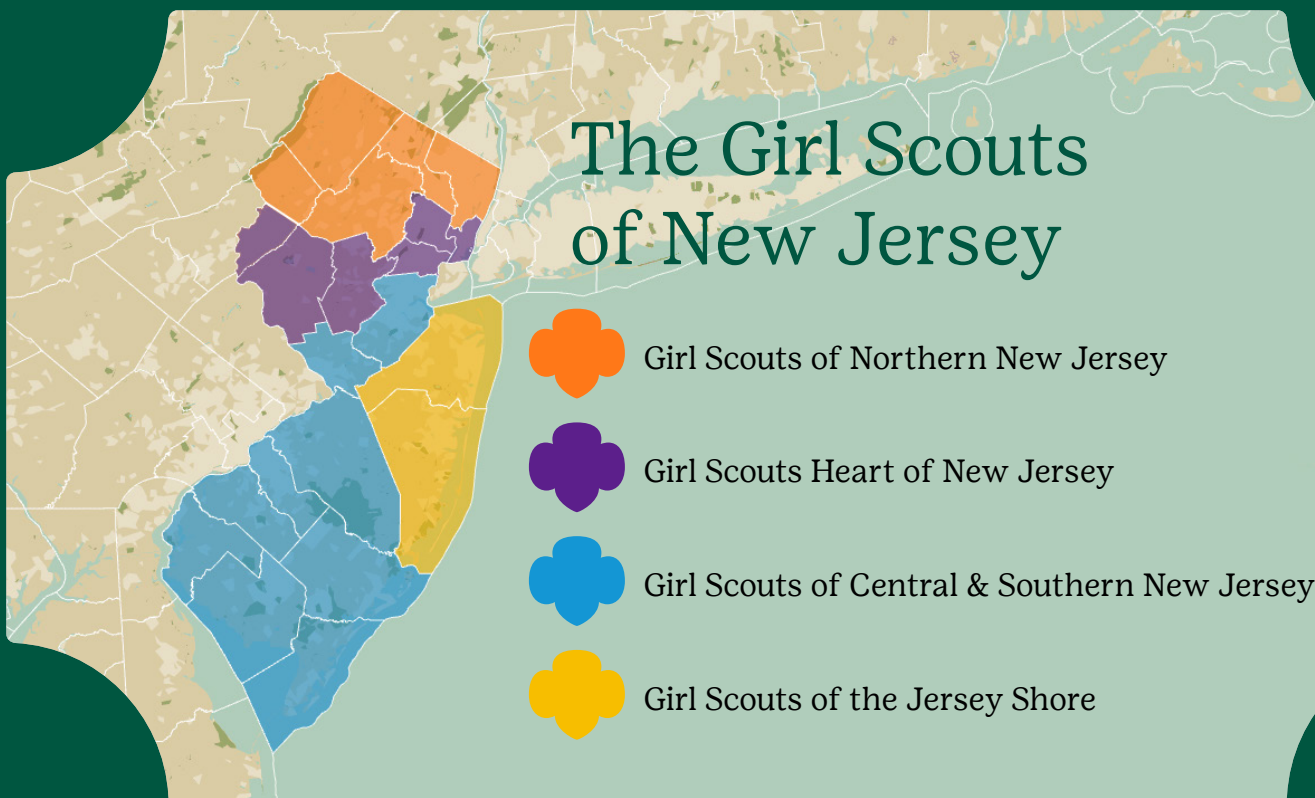 The Girl Scouts
of New Jersey
Girl Scouts of Northern New Jersey
Girl Scouts Heart of New Jersey
Girl Scouts of Central & Southern New Jersey
Girl Scouts of the Jersey Shore